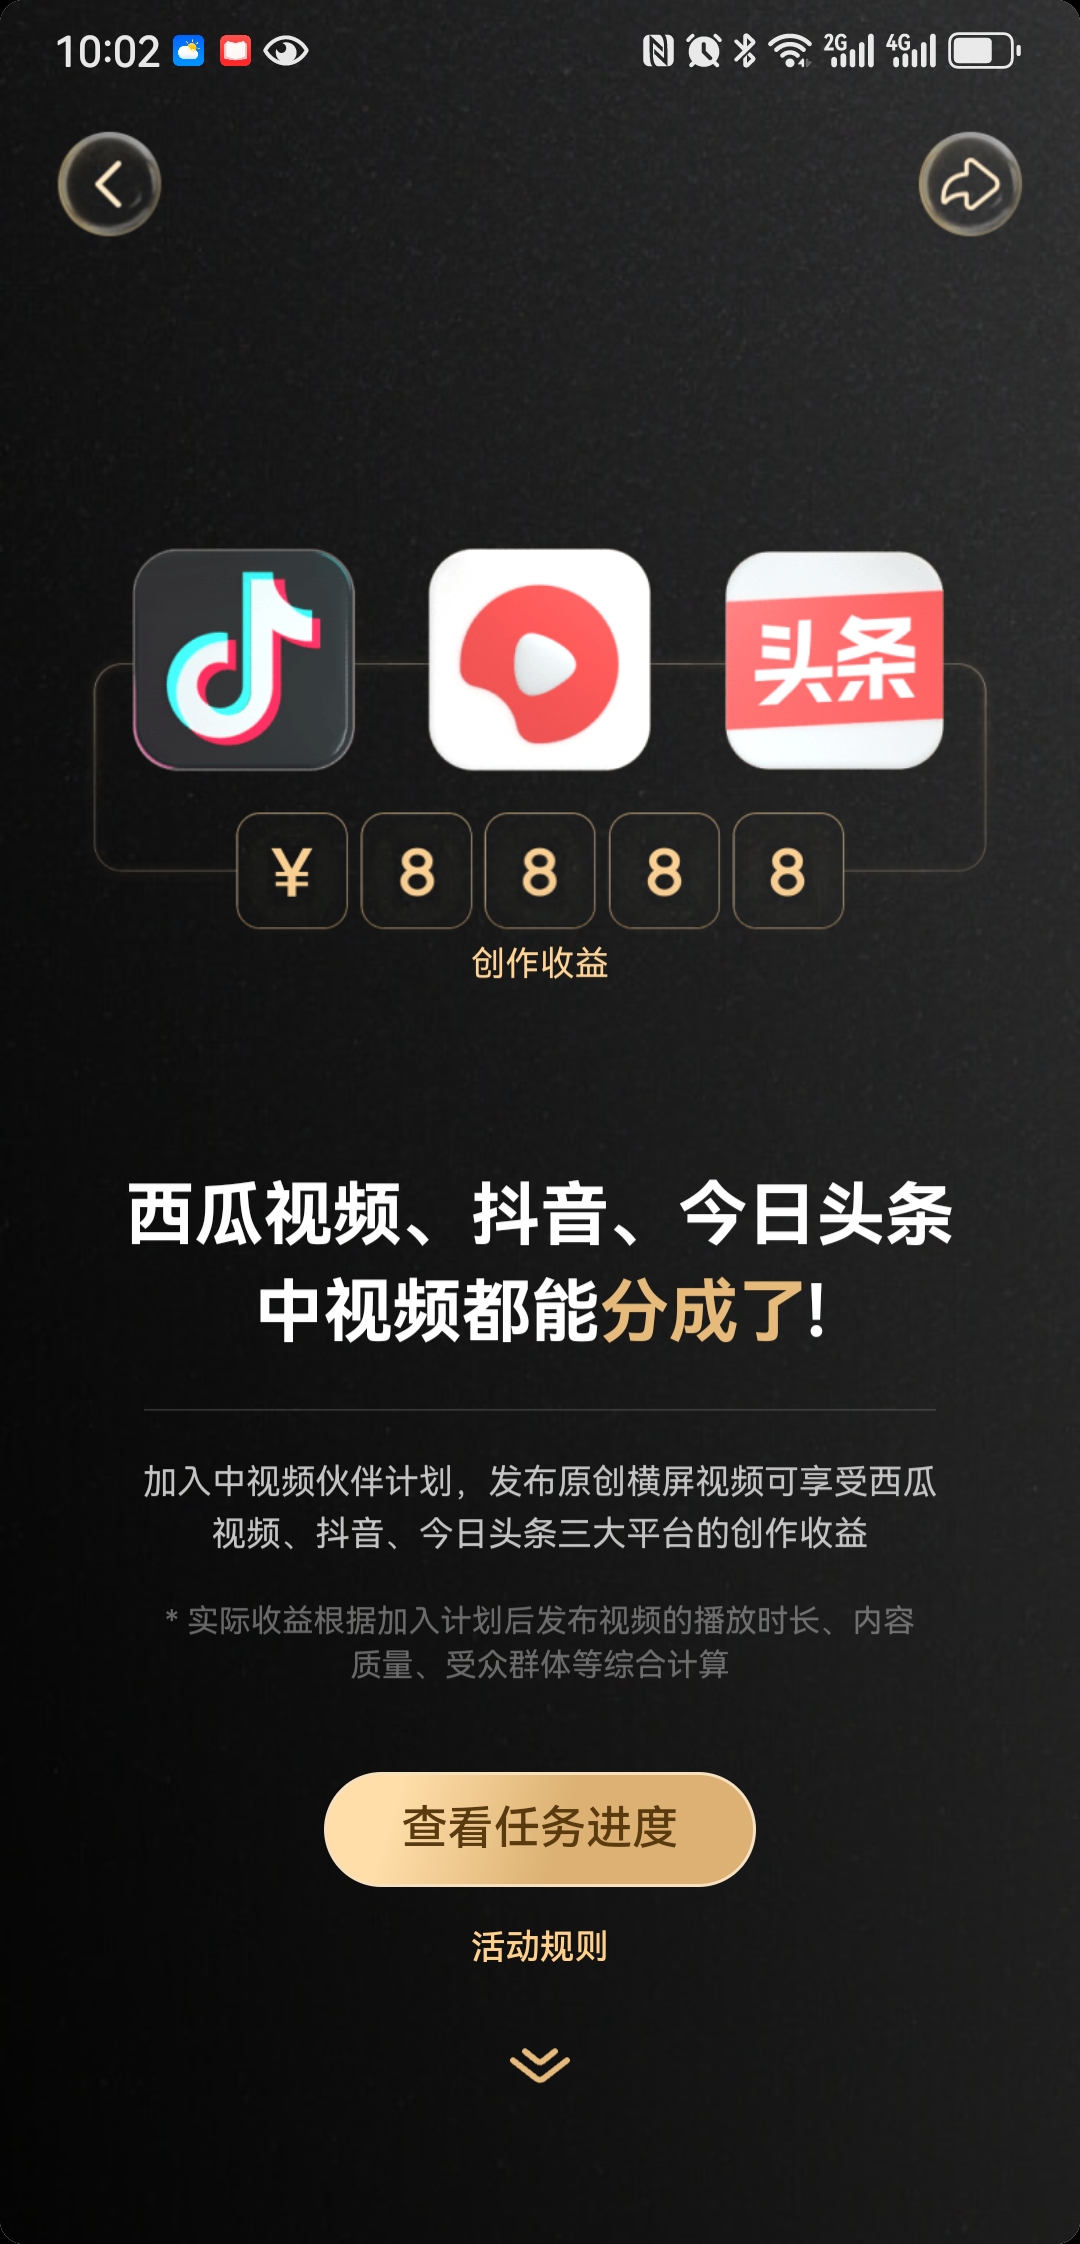 10:02
2G 4G
头条
¥ 8 8 8 8
创作收益
西瓜视频、抖音、今日头条
中视频都能分成了!
加入中视频伙伴计划，发布原创横屏视频可享受西瓜
视频、抖音、今日头条三大平台的创作收益
* 实际收益根据加入计划后发布视频的播放时长、内容
质量、受众群体等综合计算
查看任务进度
活动规则